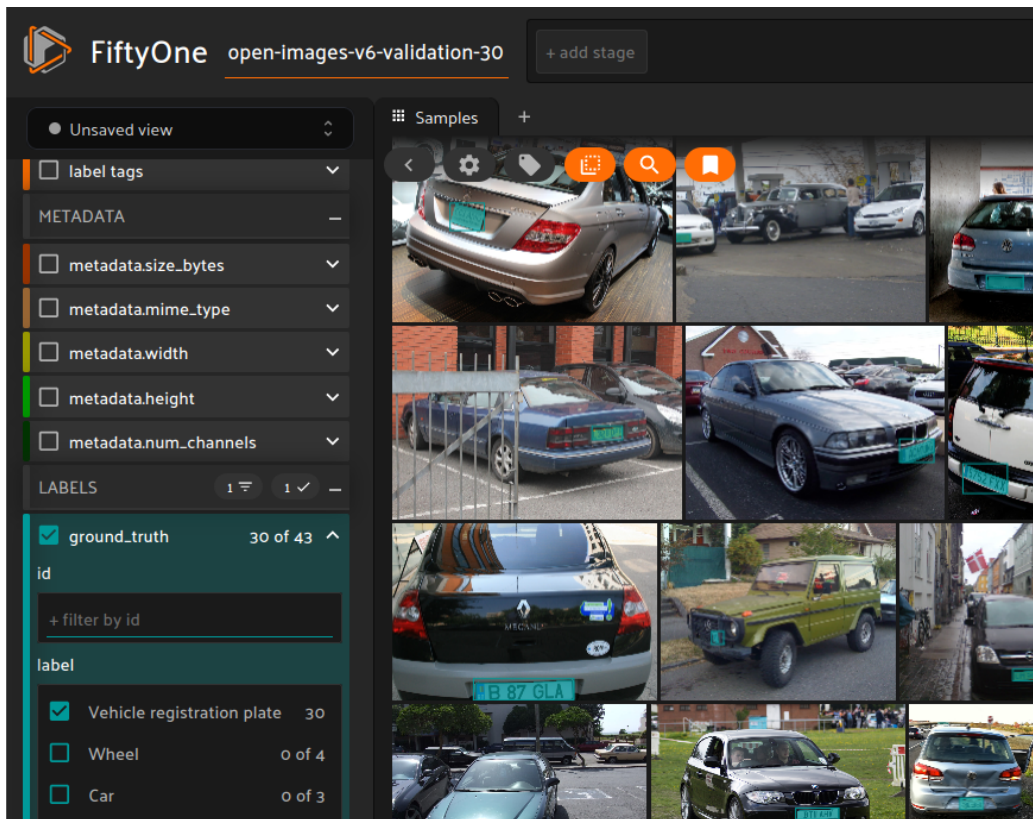 FiftyOne
open-images-v6-validation-30
+ add stage
Unsaved view
Samples
+
label tags
METADATA
metadata.size_bytes
metadata.mime_type
metadata.width
metadata.height
metadata.num_channels
LABELS 1 1
ground_truth 30 of 43
id
+ filter by id
label
Vehicle registration plate 30
Wheel 0 of 4
Car 0 of 3
MEGANE
B 87 GLA